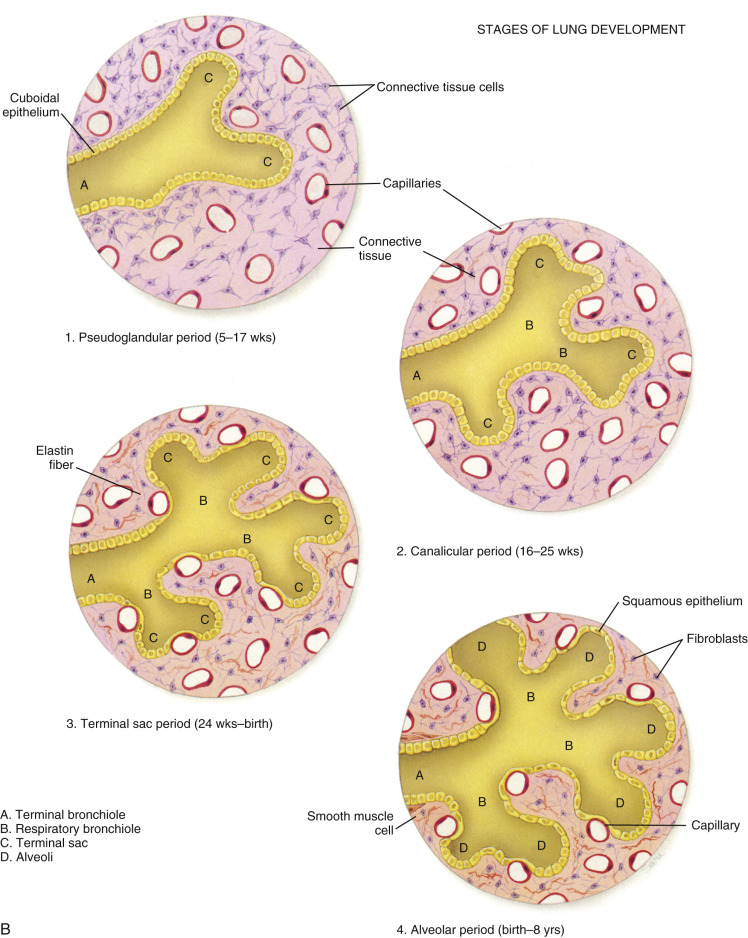 STAGES OF LUNG DEVELOPMENT
Cuboidal
epithelium
Connective tissue cells
C
C
A
Capillaries
Connective
tissue
1. Pseudoglandular period (5–17 wks)
C
B
B
C
A
C
2. Canalicular period (16–25 wks)
Elastin
fiber
C
C
B
C
B
A
B
C
C
C
3. Terminal sac period (24 wks–birth)
Squamous epithelium
Fibroblasts
D
D
B
D
B
A
B
D
D
D
Smooth muscle
cell
Capillary
4. Alveolar period (birth–8 yrs)
A. Terminal bronchiole
B. Respiratory bronchiole
C. Terminal sac
D. Alveoli
B